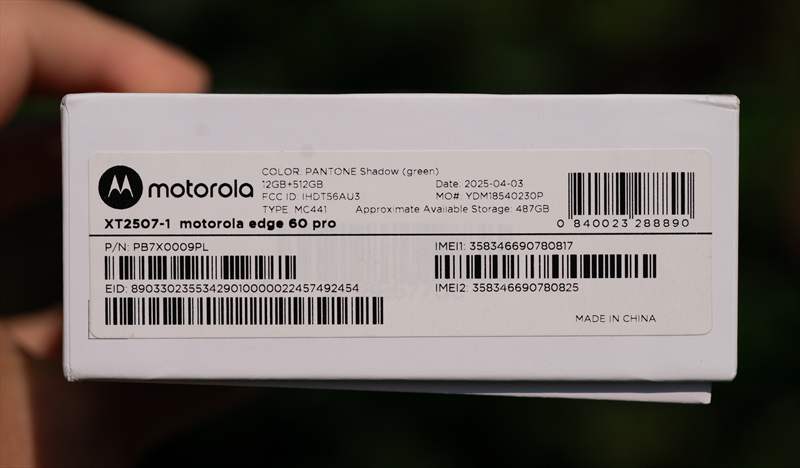 motorola
COLOR: PANTONE Shadow (green)
12GB+512GB
Date: 2025-04-03
FCC ID: IHDT56AU3
MO#: YDM18540230P
TYPE: MC441
Approximate Available Storage: 487GB
0 840023 288890
XT2507-1 motorola edge 60 pro
P/N: PB7X0009PL
IMEI1: 358346690780817
EID: 89033023553429010000022457492454
IMEI2: 358346690780825
MADE IN CHINA